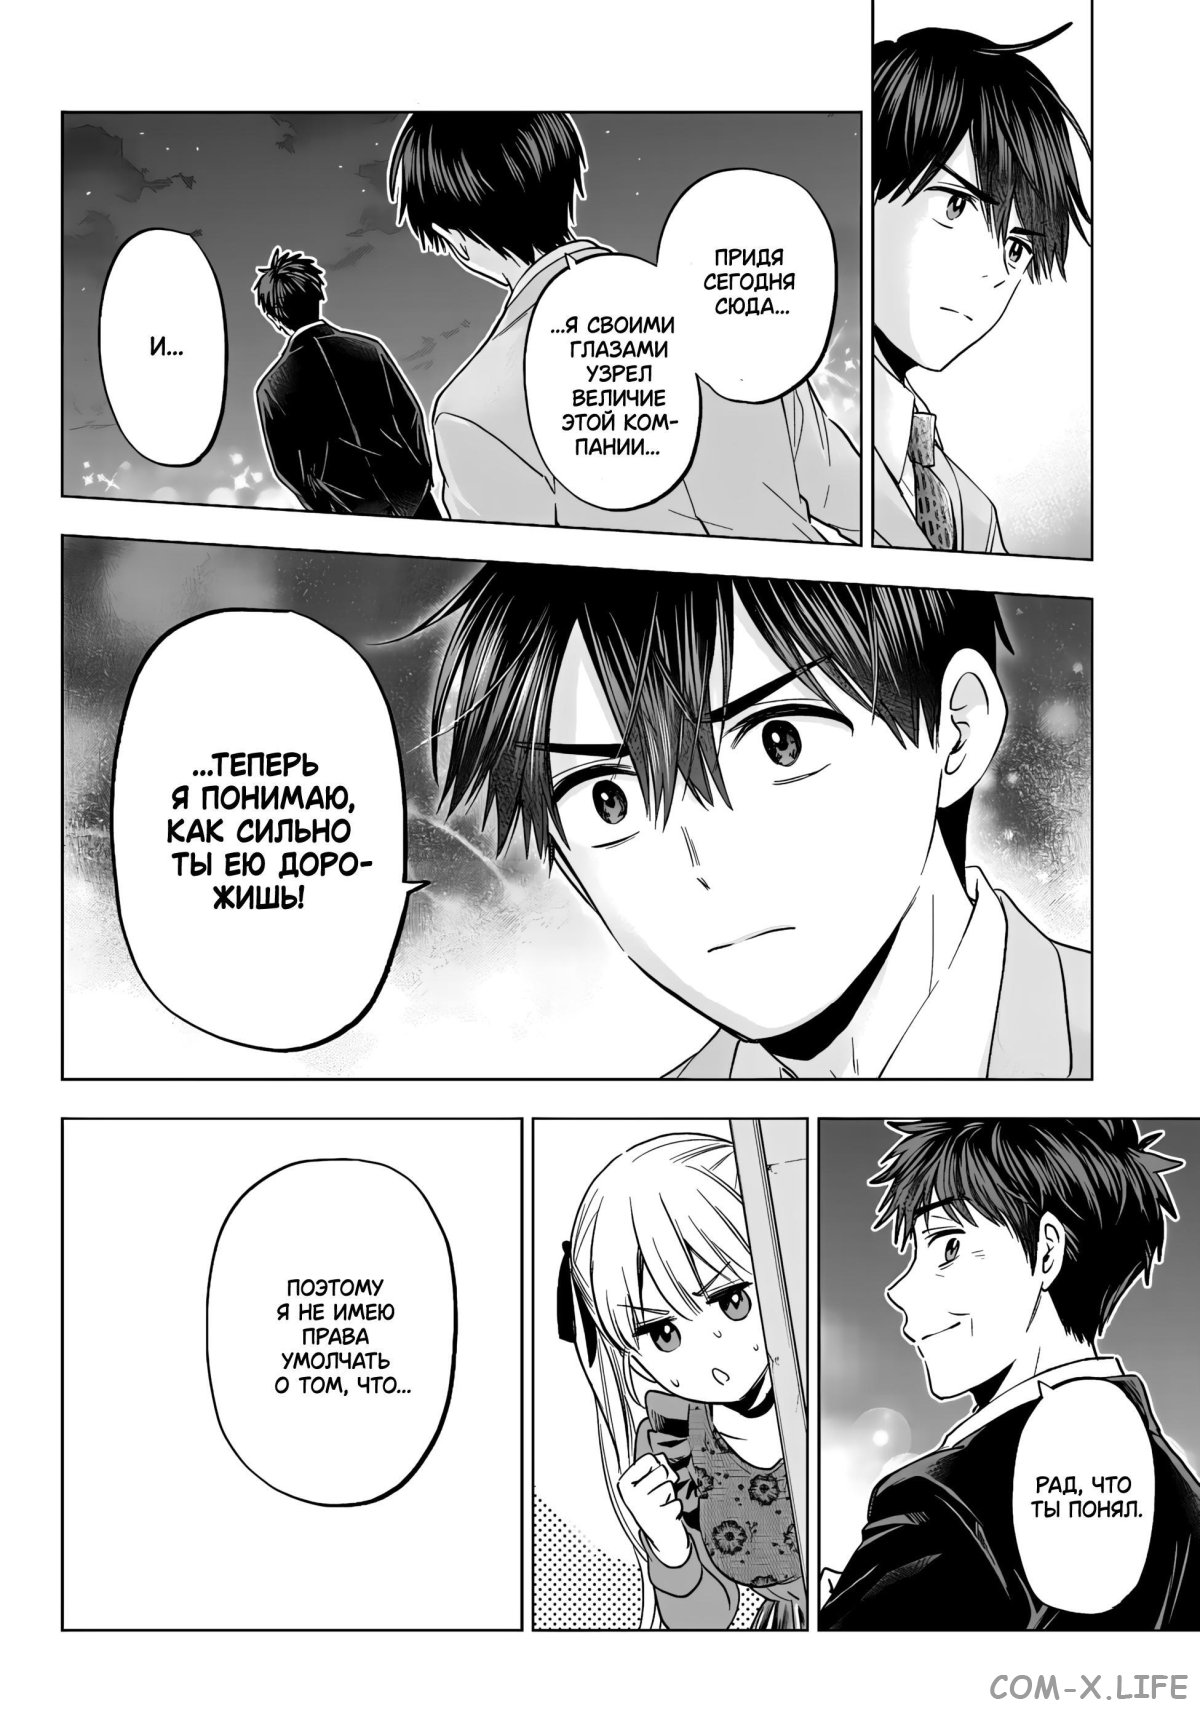 ПРИДЯ
СЕГОДНЯ
СЮДА...
...Я СВОИМИ
ГЛАЗАМИ
УЗРЕЛ
ВЕЛИЧИЕ
ЭТОЙ КОМ-
ПАНИИ...
И...
...ТЕПЕРЬ
Я ПОНИМАЮ,
КАК СИЛЬНО
ТЫ ЕЮ ДОРО-
ЖИШЬ!
РАД, ЧТО
ТЫ ПОНЯЛ.
ПОЭТОМУ
Я НЕ ИМЕЮ
ПРАВА
УМОЛЧАТЬ
О ТОМ, ЧТО...
COM-X.LIFE